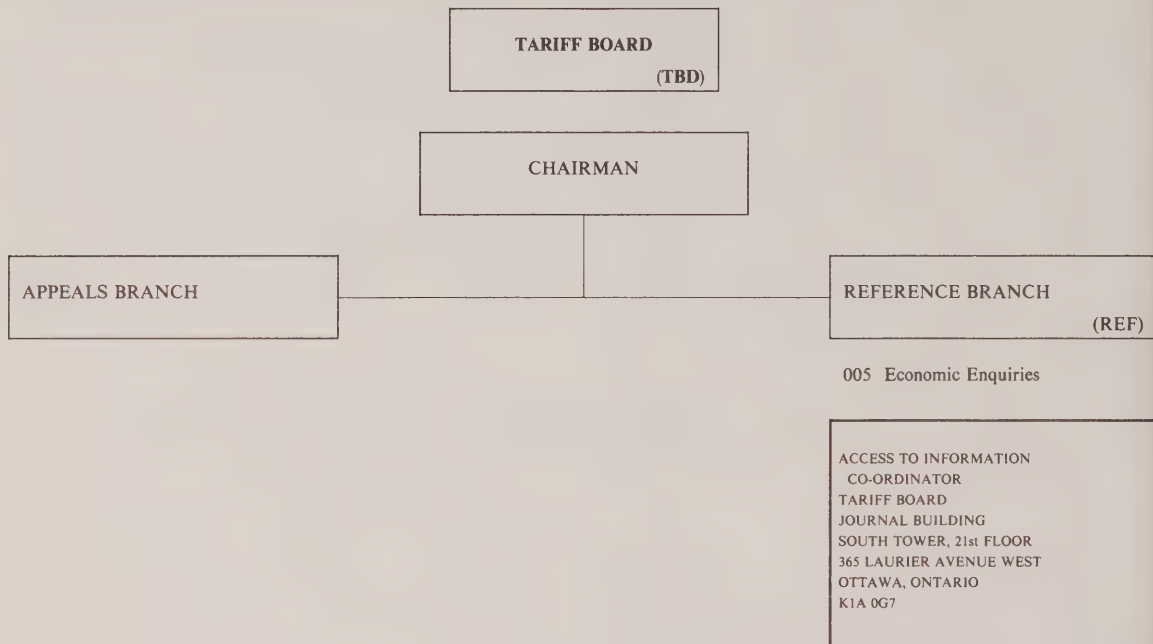 TARIFF BOARD
(TBD)
CHAIRMAN
APPEALS BRANCH
REFERENCE BRANCH
(REF)
005 Economic Enquiries
ACCESS TO INFORMATION
CO-ORDINATOR
TARIFF BOARD
JOURNAL BUILDING
SOUTH TOWER, 21st FLOOR
365 LAURIER AVENUE WEST
OTTAWA, ONTARIO
K1A 0G7